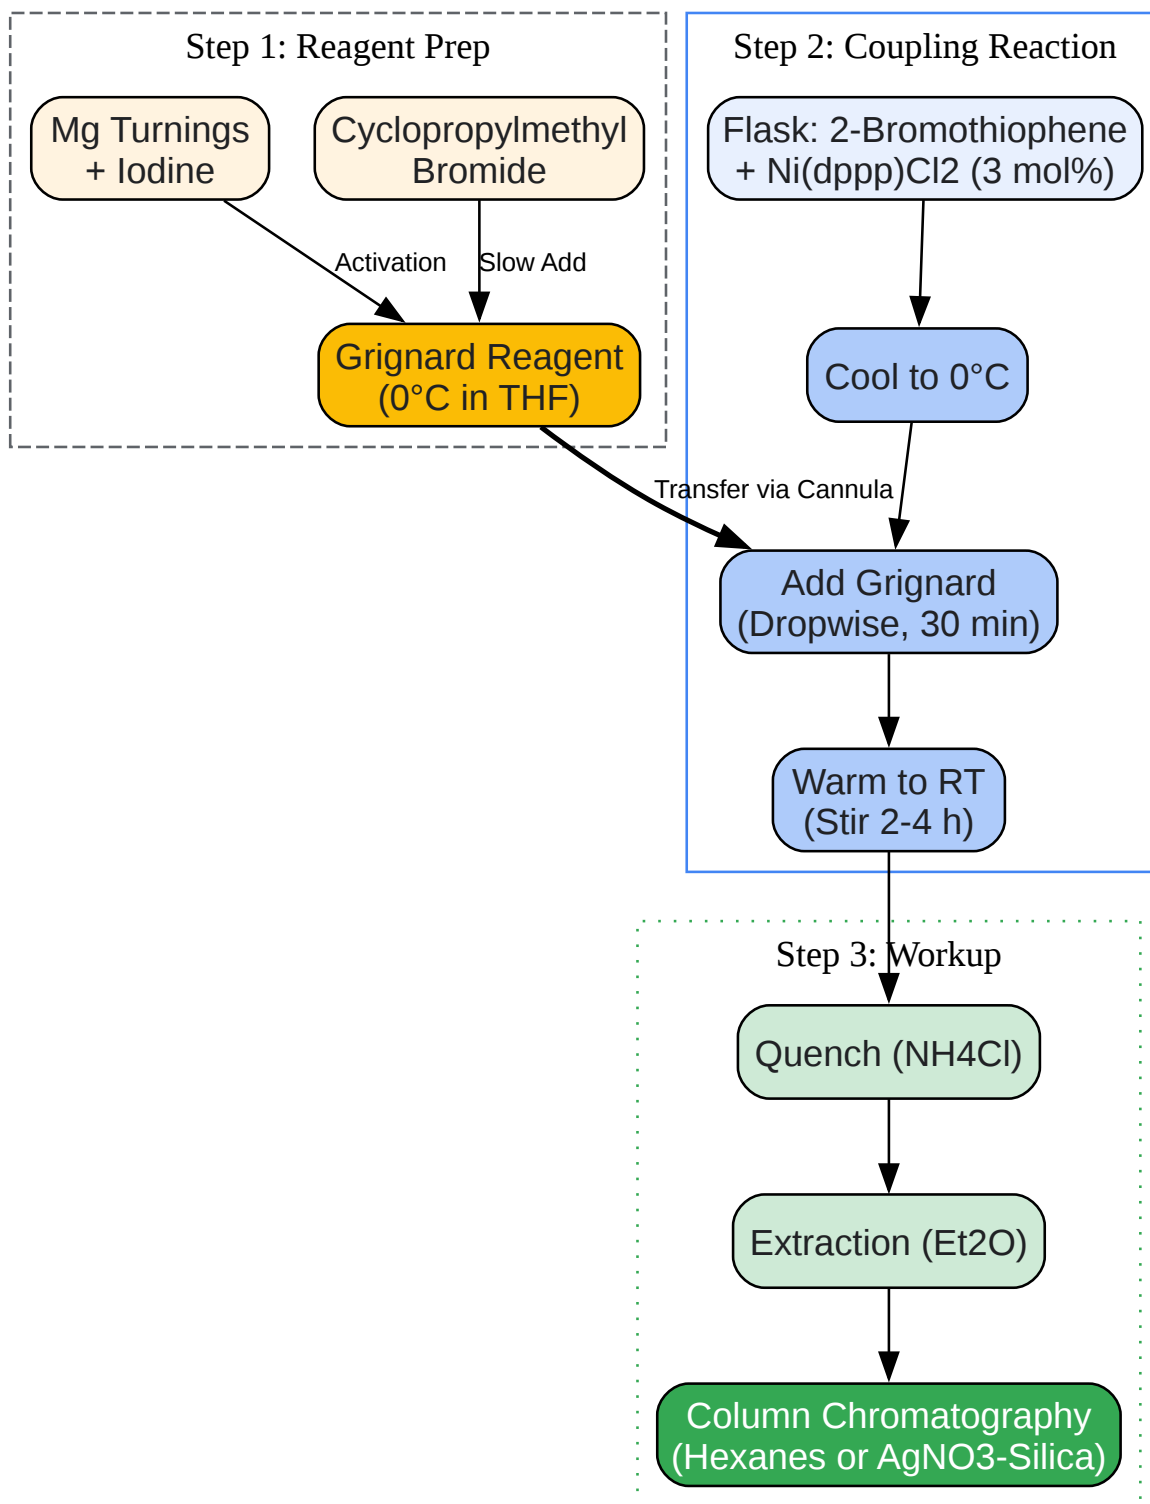 Step 1: Reagent Prep
Mg Turnings
+ Iodine
Cyclopropylmethyl
Bromide
Activation
Slow Add
Grignard Reagent
(0°C in THF)
Transfer via Cannula
Step 2: Coupling Reaction
Flask: 2-Bromothiophene
+ Ni(dppp)Cl2 (3 mol%)
Cool to 0°C
Add Grignard
(Dropwise, 30 min)
Warm to RT
(Stir 2-4 h)
Step 3: Workup
Quench (NH4Cl)
Extraction (Et2O)
Column Chromatography
(Hexanes or AgNO3-Silica)